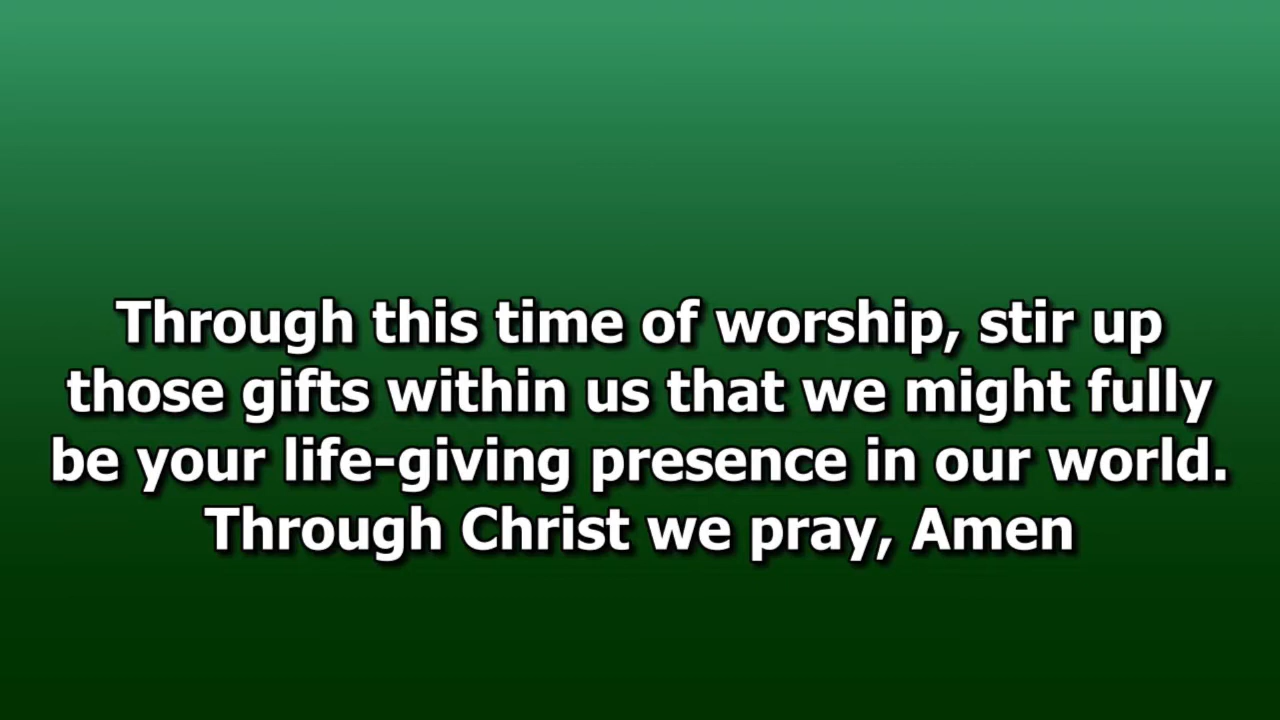 Through this time of worship, stir up
those gifts within us that we might fully
be your life-giving presence in our world.
Through Christ we pray, Amen